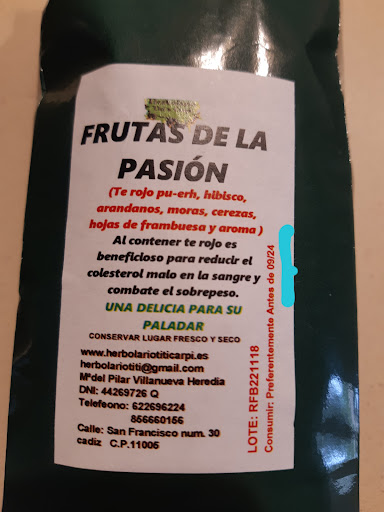 FRUTAS DE LA
PASIÓN
(Te rojo pu-erh, hibisco,
arandanos, moras, cerezas,
hojas de frambuesa y aroma )
Al contener te rojo es
beneficioso para reducir el
colesterol malo en la sangre y
combate el sobrepeso.
UNA DELICIA PARA SU
PALADAR
CONSERVAR LUGAR FRESCO Y SECO
www.herbolariotiticarpi.es
herbolariotiti@gmail.com
MªdeI Pilar Villanueva Heredia
DNI: 44269726 Q
Telefeono: 622696224
856660156
Calle: San Francisco num. 30
cadiz C.P.11005
LOTE: RFB221118
Consumir: Preferentemente Antes de 09/24